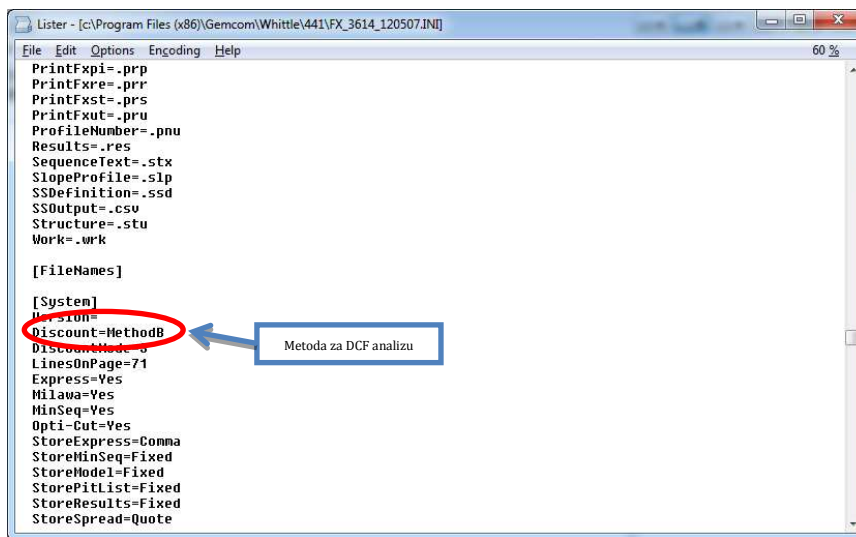 Lister - [c:\Program Files (x86)\Gemcom\Whittle\441\FX_3614_120507.INI]
File Edit Options Encoding Help 60 %
PrintFxpi=.prp
PrintFxre=.prr
PrintFxst=.prs
PrintFxut=.pru
ProfileNumber=.pnu
Results=.res
SequenceText=.stx
SlopeProfile=.slp
SSDefinition=.ssd
SSOutput=.csv
Structure=.stu
Work=.wrk
[FileNames]
[System]
Version=
Discount=MethodB
Metoda za DCF analizu
LinesOnPage=71
Express=Yes
Milawa=Yes
MinSeq=Yes
Opti-Cut=Yes
StoreExpress=Comma
StoreMinSeq=Fixed
StoreModel=Fixed
StorePitList=Fixed
StoreResults=Fixed
StoreSpread=Quote